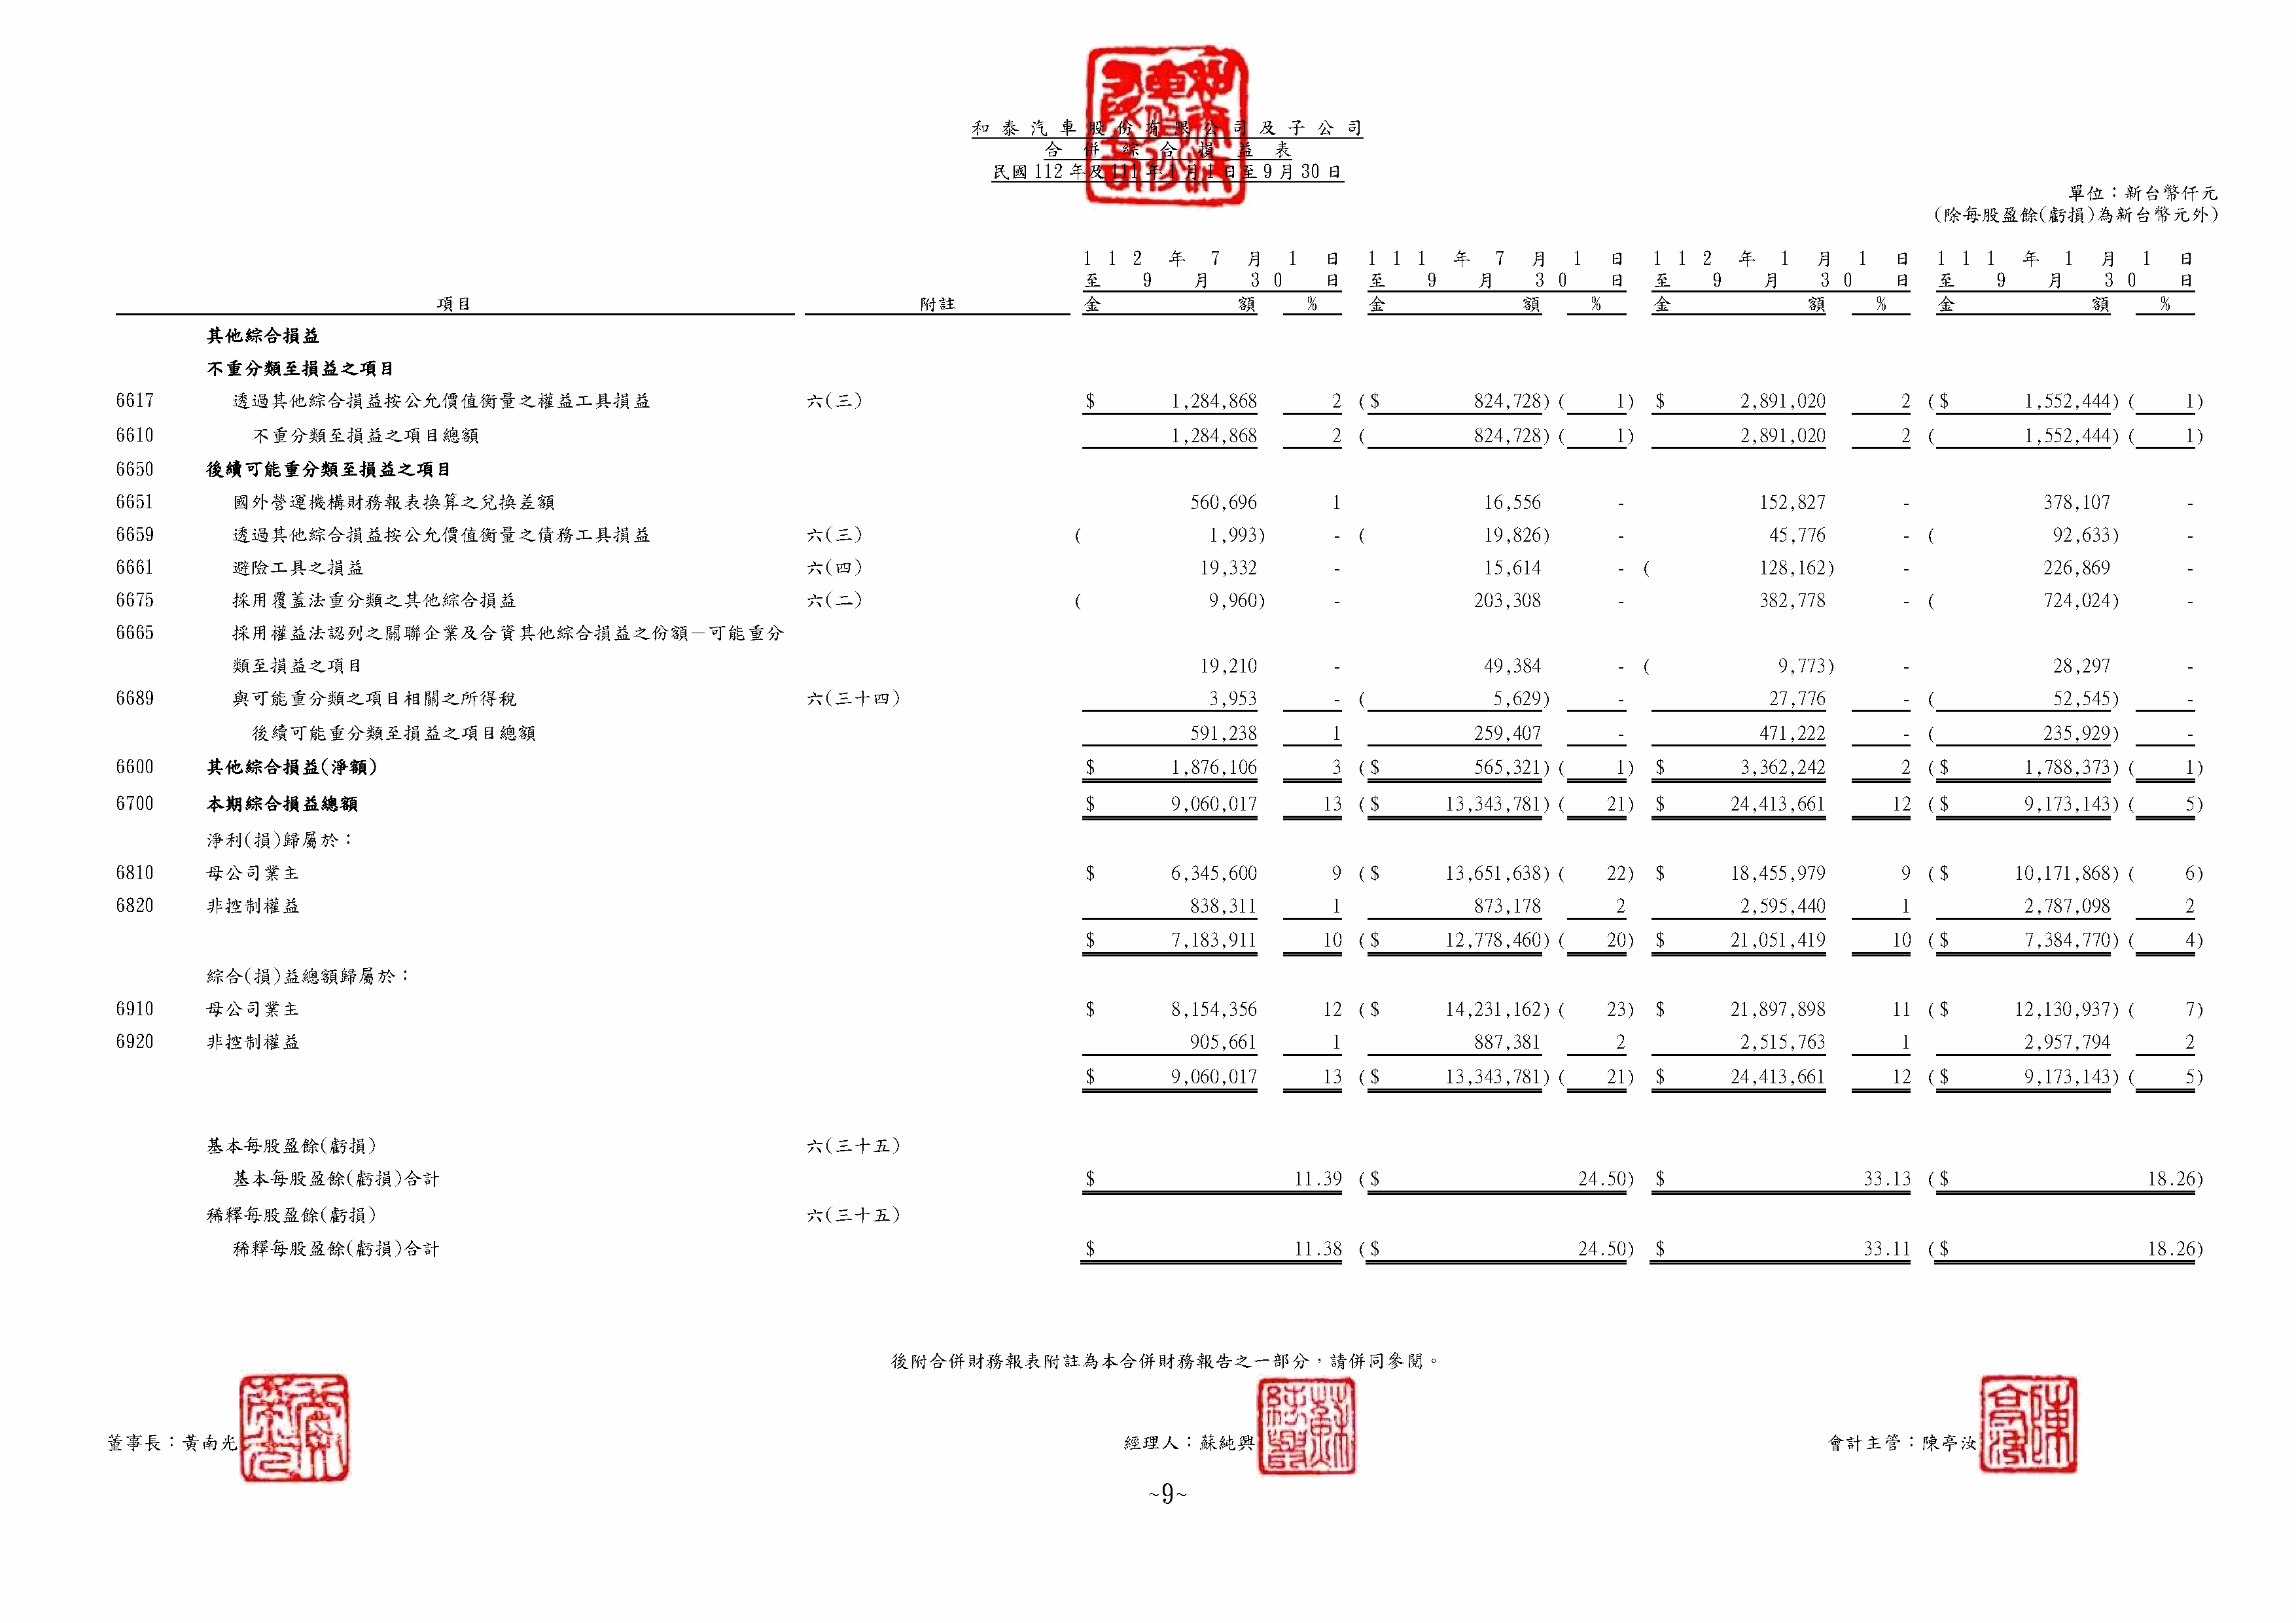 和泰汽車股份有限公司及子公司
合併綜合損益表
民國112年及111年1月1日至9月30日
單位：新台幣仟元
(除每股盈餘(虧損)為新台幣元外)
112年7月1日 111年7月1日 112年1月1日 111年1月1日
至9月30日 至9月30日 至9月30日 至9月30日
項目 附註 金額 % 金額 % 金額 % 金額 %
其他綜合損益
不重分類至損益之項目
6617 透過其他綜合損益按公允價值衡量之權益工具損益 六(三) $ 1,284,868 2 ($ 824,728) ( 1) $ 2,891,020 2 ($ 1,552,444) ( 1)
6610 不重分類至損益之項目總額 1,284,868 2 ( 824,728) ( 1) 2,891,020 2 ( 1,552,444) ( 1)
6650 後續可能重分類至損益之項目
6651 國外營運機構財務報表換算之兌換差額 560,696 1 16,556 - 152,827 - 378,107 -
6659 透過其他綜合損益按公允價值衡量之債務工具損益 六(三) ( 1,993) - ( 19,826) - 45,776 - ( 92,633) -
6661 避險工具之損益 六(四) 19,332 - 15,614 - ( 128,162) - 226,869 -
6675 採用覆蓋法重分類之其他綜合損益 六(二) ( 9,960) - 203,308 - 382,778 - ( 724,024) -
6665 採用權益法認列之關聯企業及合資其他綜合損益之份額－可能重分
類至損益之項目 19,210 - 49,384 - ( 9,773) - 28,297 -
6689 與可能重分類之項目相關之所得稅 六(三十四) 3,953 - ( 5,629) - 27,776 - ( 52,545) -
後續可能重分類至損益之項目總額 591,238 1 259,407 - 471,222 - ( 235,929) -
6600 其他綜合損益(淨額) $ 1,876,106 3 ($ 565,321) ( 1) $ 3,362,242 2 ($ 1,788,373) ( 1)
6700 本期綜合損益總額 $ 9,060,017 13 ($ 13,343,781) ( 21) $ 24,413,661 12 ($ 9,173,143) ( 5)
淨利(損)歸屬於：
6810 母公司業主 $ 6,345,600 9 ($ 13,651,638) ( 22) $ 18,455,979 9 ($ 10,171,868) ( 6)
6820 非控制權益 838,311 1 873,178 2 2,595,440 1 2,787,098 2
$ 7,183,911 10 ($ 12,778,460) ( 20) $ 21,051,419 10 ($ 7,384,770) ( 4)
綜合(損)益總額歸屬於：
6910 母公司業主 $ 8,154,356 12 ($ 14,231,162) ( 23) $ 21,897,898 11 ($ 12,130,937) ( 7)
6920 非控制權益 905,661 1 887,381 2 2,515,763 1 2,957,794 2
$ 9,060,017 13 ($ 13,343,781) ( 21) $ 24,413,661 12 ($ 9,173,143) ( 5)
基本每股盈餘(虧損) 六(三十五)
基本每股盈餘(虧損)合計 $ 11.39 ($ 24.50) $ 33.13 ($ 18.26)
稀釋每股盈餘(虧損) 六(三十五)
稀釋每股盈餘(虧損)合計 $ 11.38 ($ 24.50) $ 33.11 ($ 18.26)
後附合併財務報表附註為本合併財務報告之一部分，請併同參閱。
董事長：黃南光 經理人：蘇純興 會計主管：陳亭汝
~9~